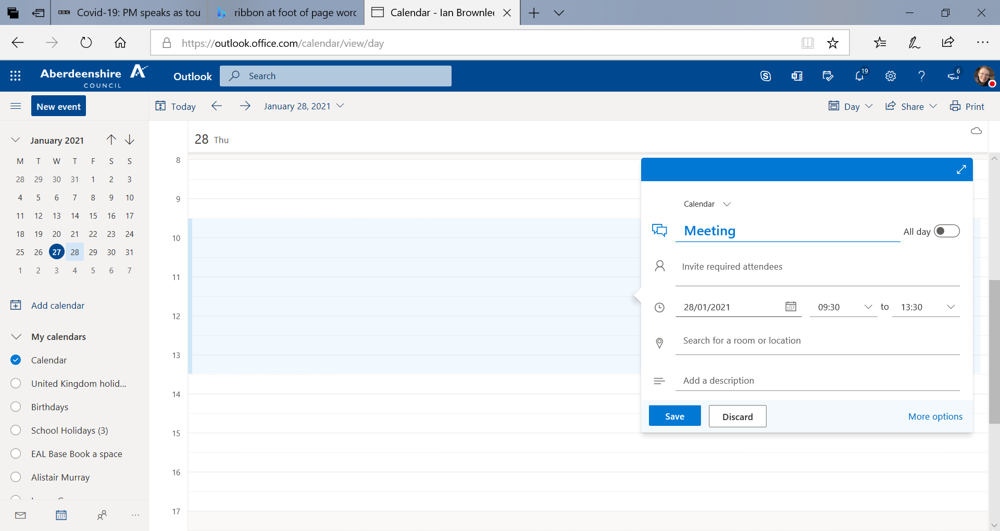 BBC Covid-19: PM speaks as tou
ribbon at foot of page word
Calendar - Ian Brownlee
https://outlook.office.com/calendar/view/day
Aberdeenshire
COUNCIL
Outlook
Search
19
6
New event
Today
January 28, 2021
Day
Share
Print
January 2021
M T W T F S S
28 29 30 31 1 2 3
4 5 6 7 8 9 10
11 12 13 14 15 16 17
18 19 20 21 22 23 24
25 26 27 28 29 30 31
1 2 3 4 5 6 7
Add calendar
My calendars
Calendar
United Kingdom holid...
Birthdays
School Holidays (3)
EAL Base Book a space
Alistair Murray
28 Thu
8
9
10
11
12
13
14
15
16
17
Calendar
Meeting
All day
Invite required attendees
28/01/2021
09:30
to
13:30
Search for a room or location
Add a description
Save
Discard
More options